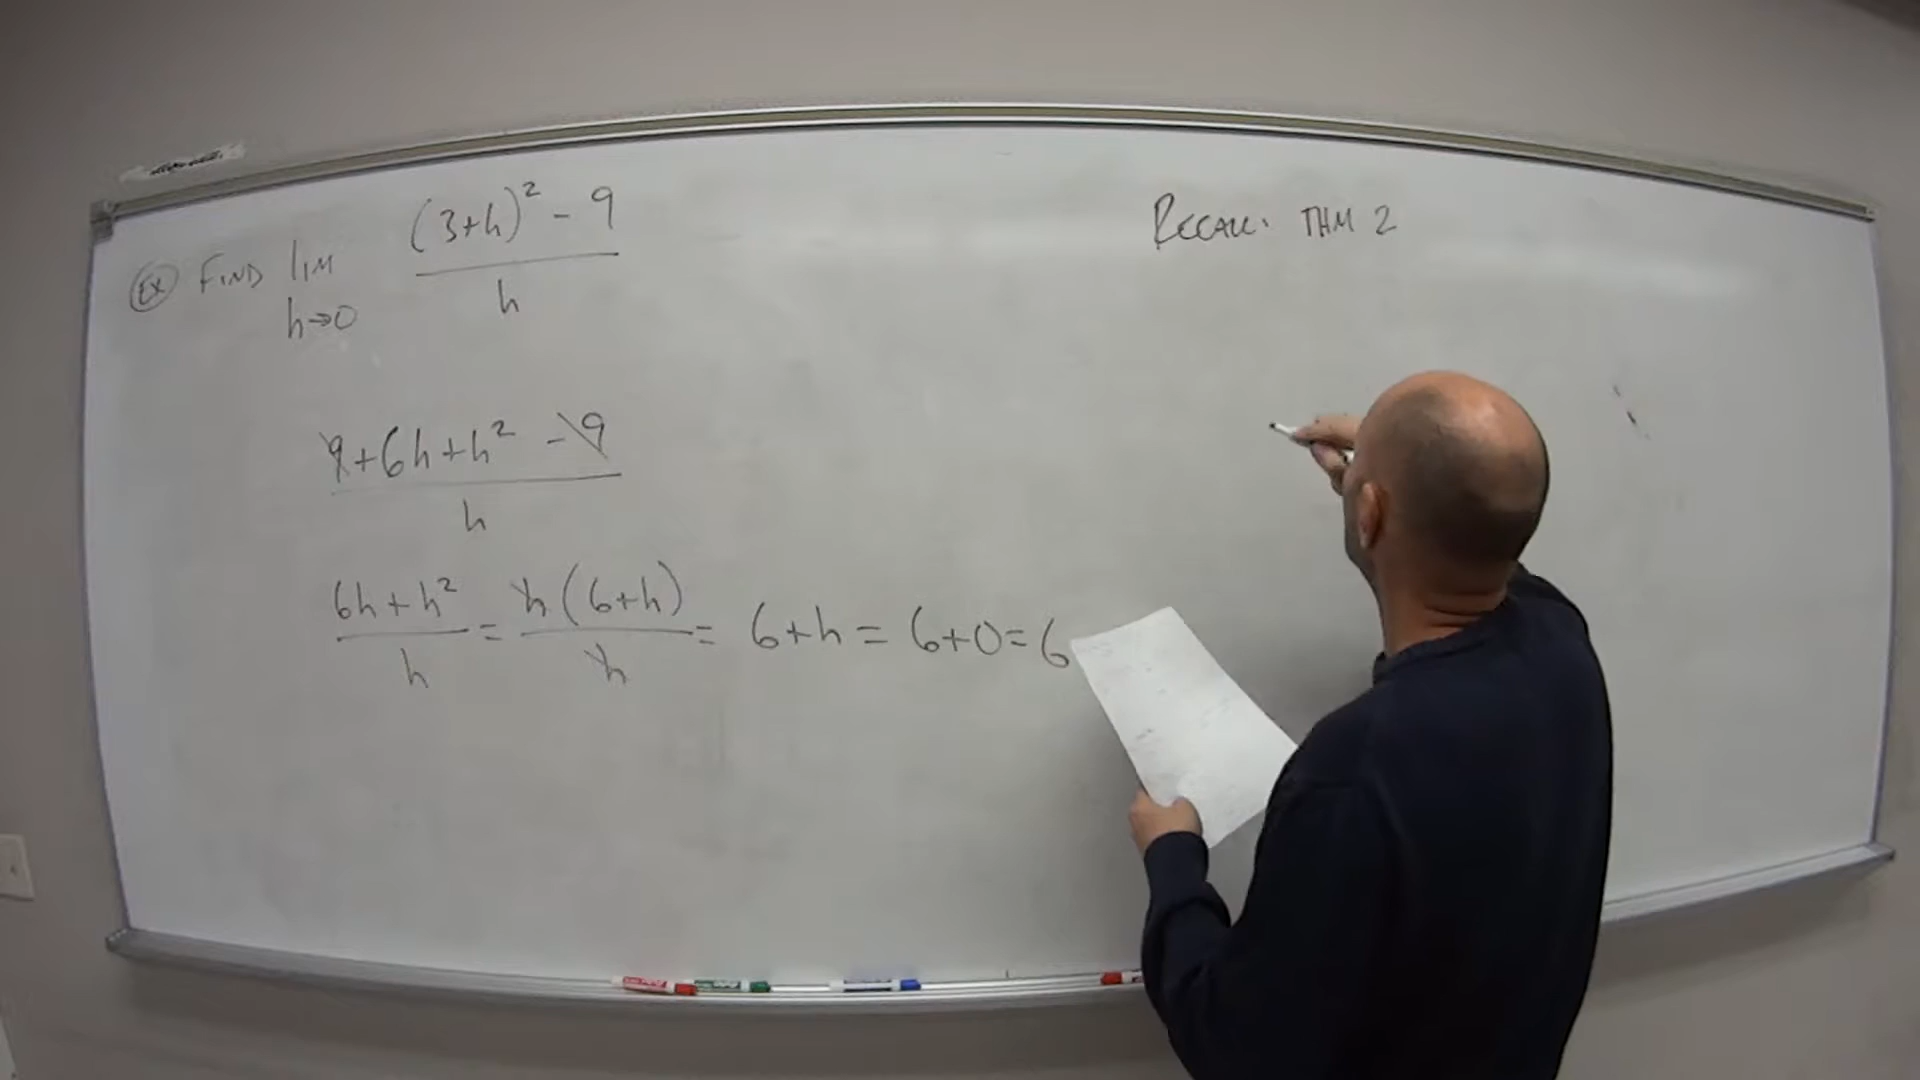 Ex FIND lim h→0 (3+h)² - 9 / h
9+6h+h² - 9 / h
6h+h² / h = h(6+h) / h = 6+h = 6+0 = 6
RECALL: THM 2